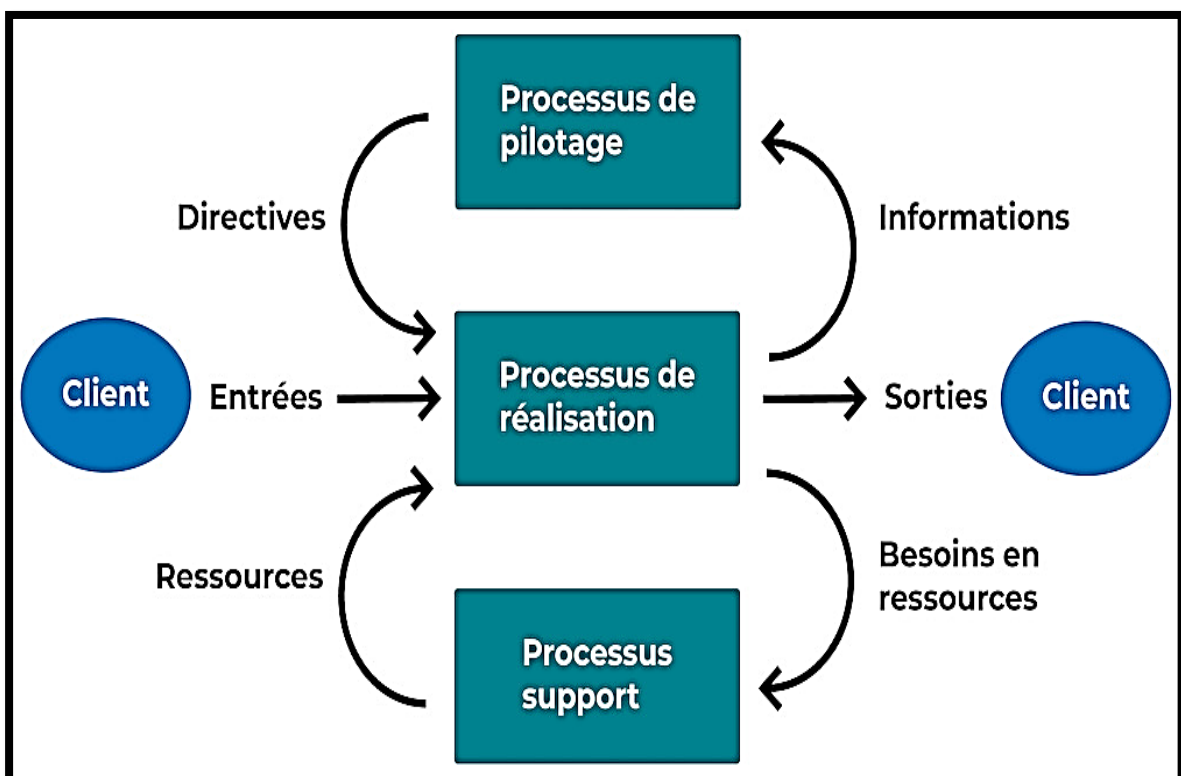 Processus de
pilotage
Directives
Informations
Client
Entrées
Processus de
réalisation
Sorties
Client
Ressources
Besoins en
ressources
Processus
support